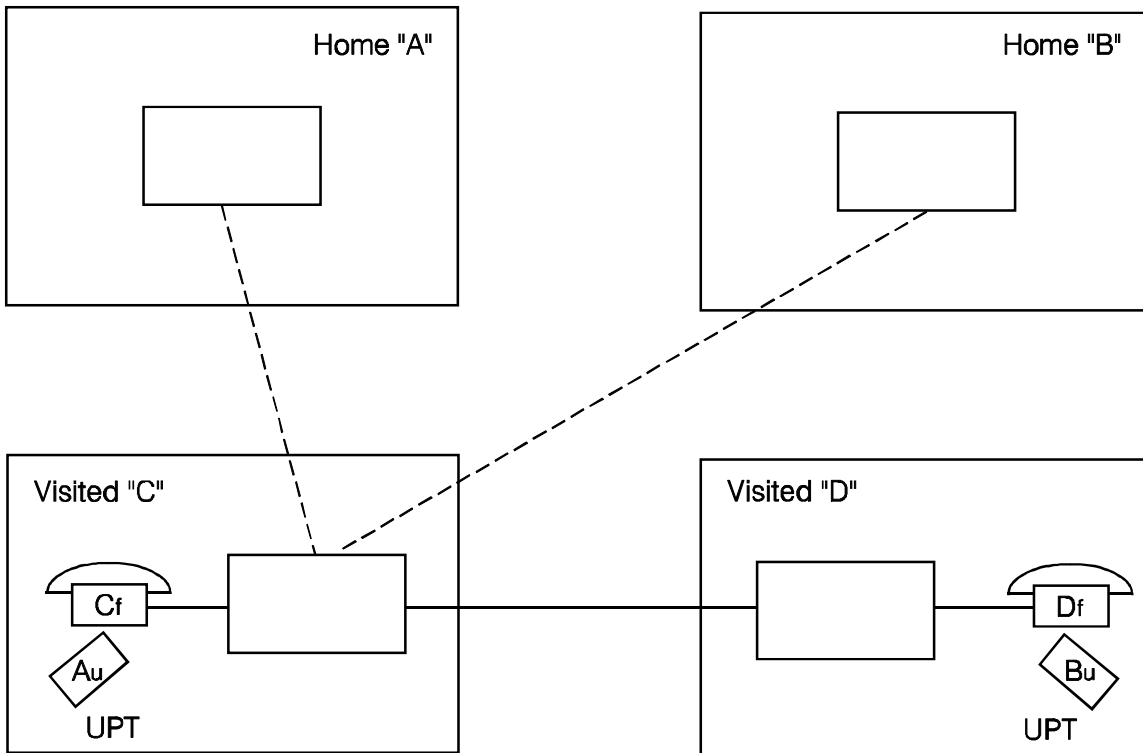 Home "A"
Home "B"
Visited "C"
Cf
Au
UPT
Visited "D"
Df
Bu
UPT